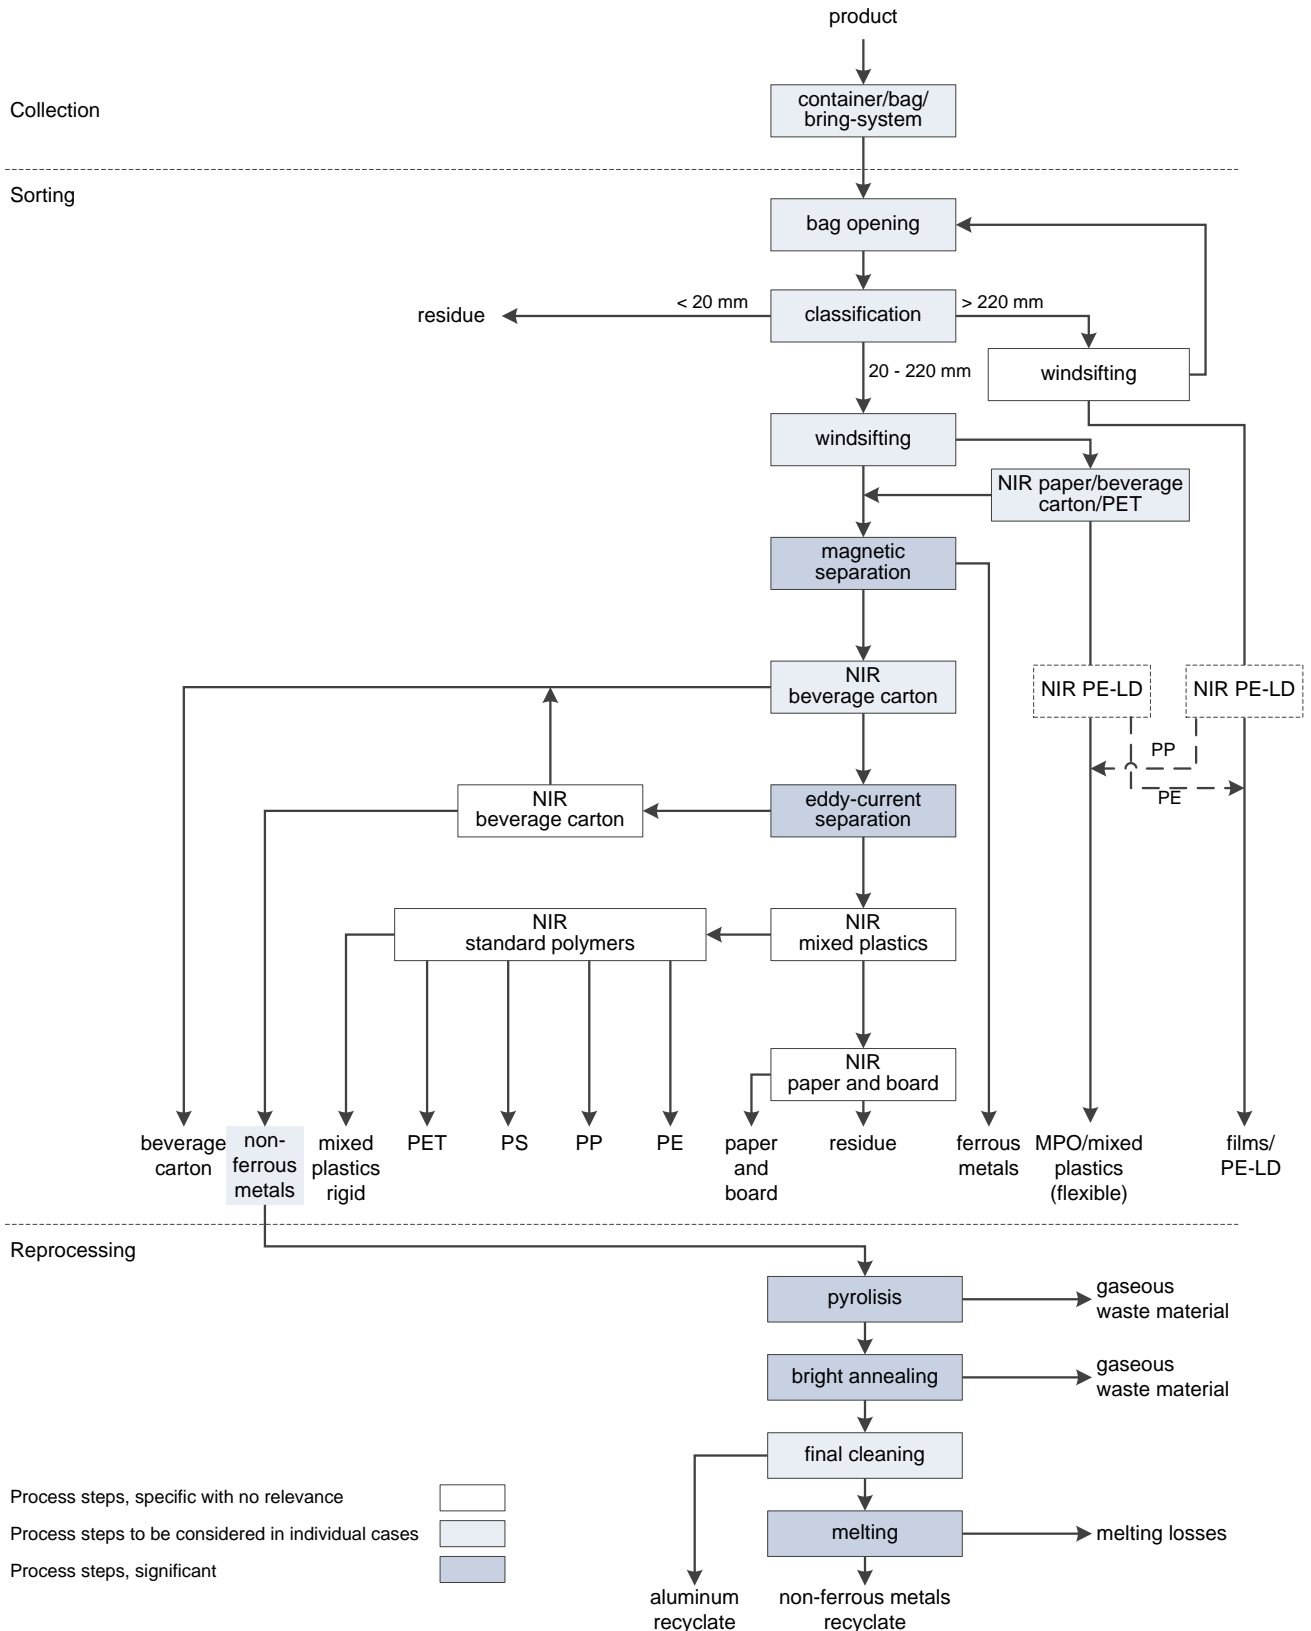 product
Collection
container/bag/
bring-system
Sorting
bag opening
< 20 mm
classification
> 220 mm
residue
20 - 220 mm
windsifting
windsifting
NIR paper/beverage
carton/PET
magnetic
separation
NIR
beverage carton
NIR PE-LD
NIR PE-LD
PP
PE
NIR
beverage carton
eddy-current
separation
NIR
standard polymers
NIR
mixed plastics
NIR
paper and board
beverage
carton
non-
ferrous
metals
mixed
plastics
rigid
PET
PS
PP
PE
paper
and
board
residue
ferrous
metals
MPO/mixed
plastics
(flexible)
films/
PE-LD
Reprocessing
pyrolisis
gaseous
waste material
bright annealing
gaseous
waste material
final cleaning
Process steps, specific with no relevance
Process steps to be considered in individual cases
Process steps, significant
melting
melting losses
aluminum
recyclate
non-ferrous metals
recyclate